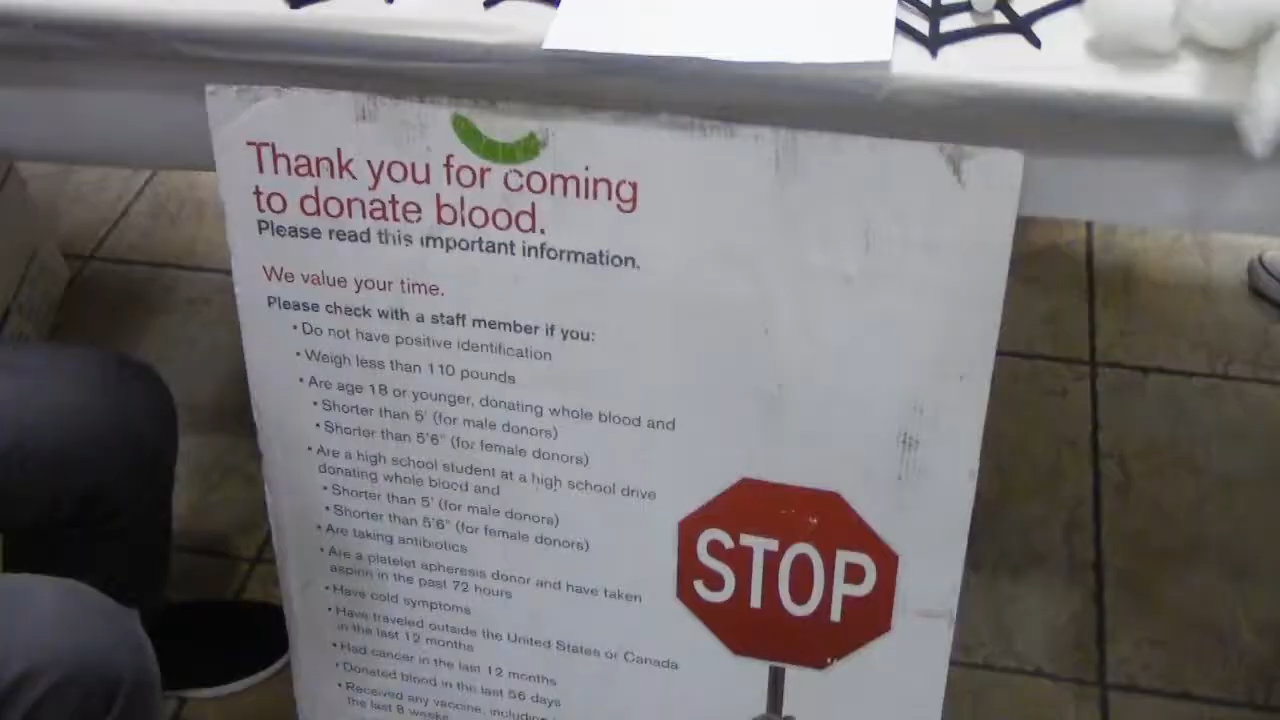 Thank you for coming
to donate blood.
Please read this important information.
We value your time.
Please check with a staff member if you:
• Do not have positive identification
• Weigh less than 110 pounds
• Are age 18 or younger, donating whole blood and
• Shorter than 5' (for male donors)
• Shorter than 5'6" (for female donors)
• Are a high school student at a high school drive
donating whole blood and
• Shorter than 5' (for male donors)
• Shorter than 5'6" (for female donors)
• Are taking antibiotics
• Are a platelet apheresis donor and have taken
aspirin in the past 72 hours
• Have cold symptoms
• Have traveled outside the United States or Canada
in the last 12 months
• Had cancer in the last 12 months
• Donated blood in the last 56 days
• Received any vaccine, including
the last 8 weeks
STOP